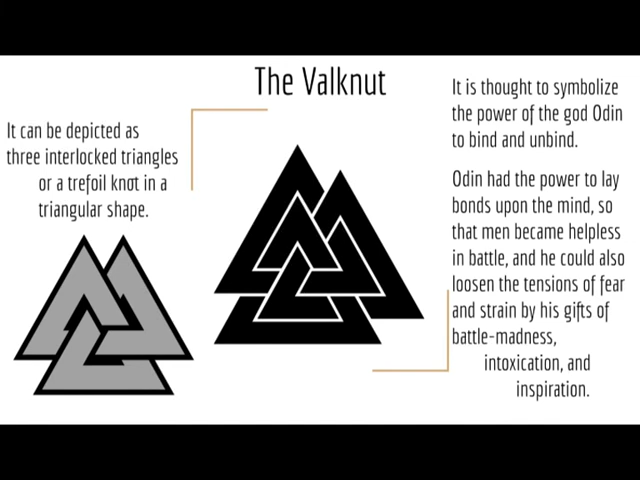 The Valknut
It can be depicted as
three interlocked triangles
or a trefoil knot in a
triangular shape.
It is thought to symbolize
the power of the god Odin
to bind and unbind.
Odin had the power to lay
bonds upon the mind, so
that men became helpless
in battle, and he could also
loosen the tensions of fear
and strain by his gifts of
battle-madness,
intoxication, and
inspiration.